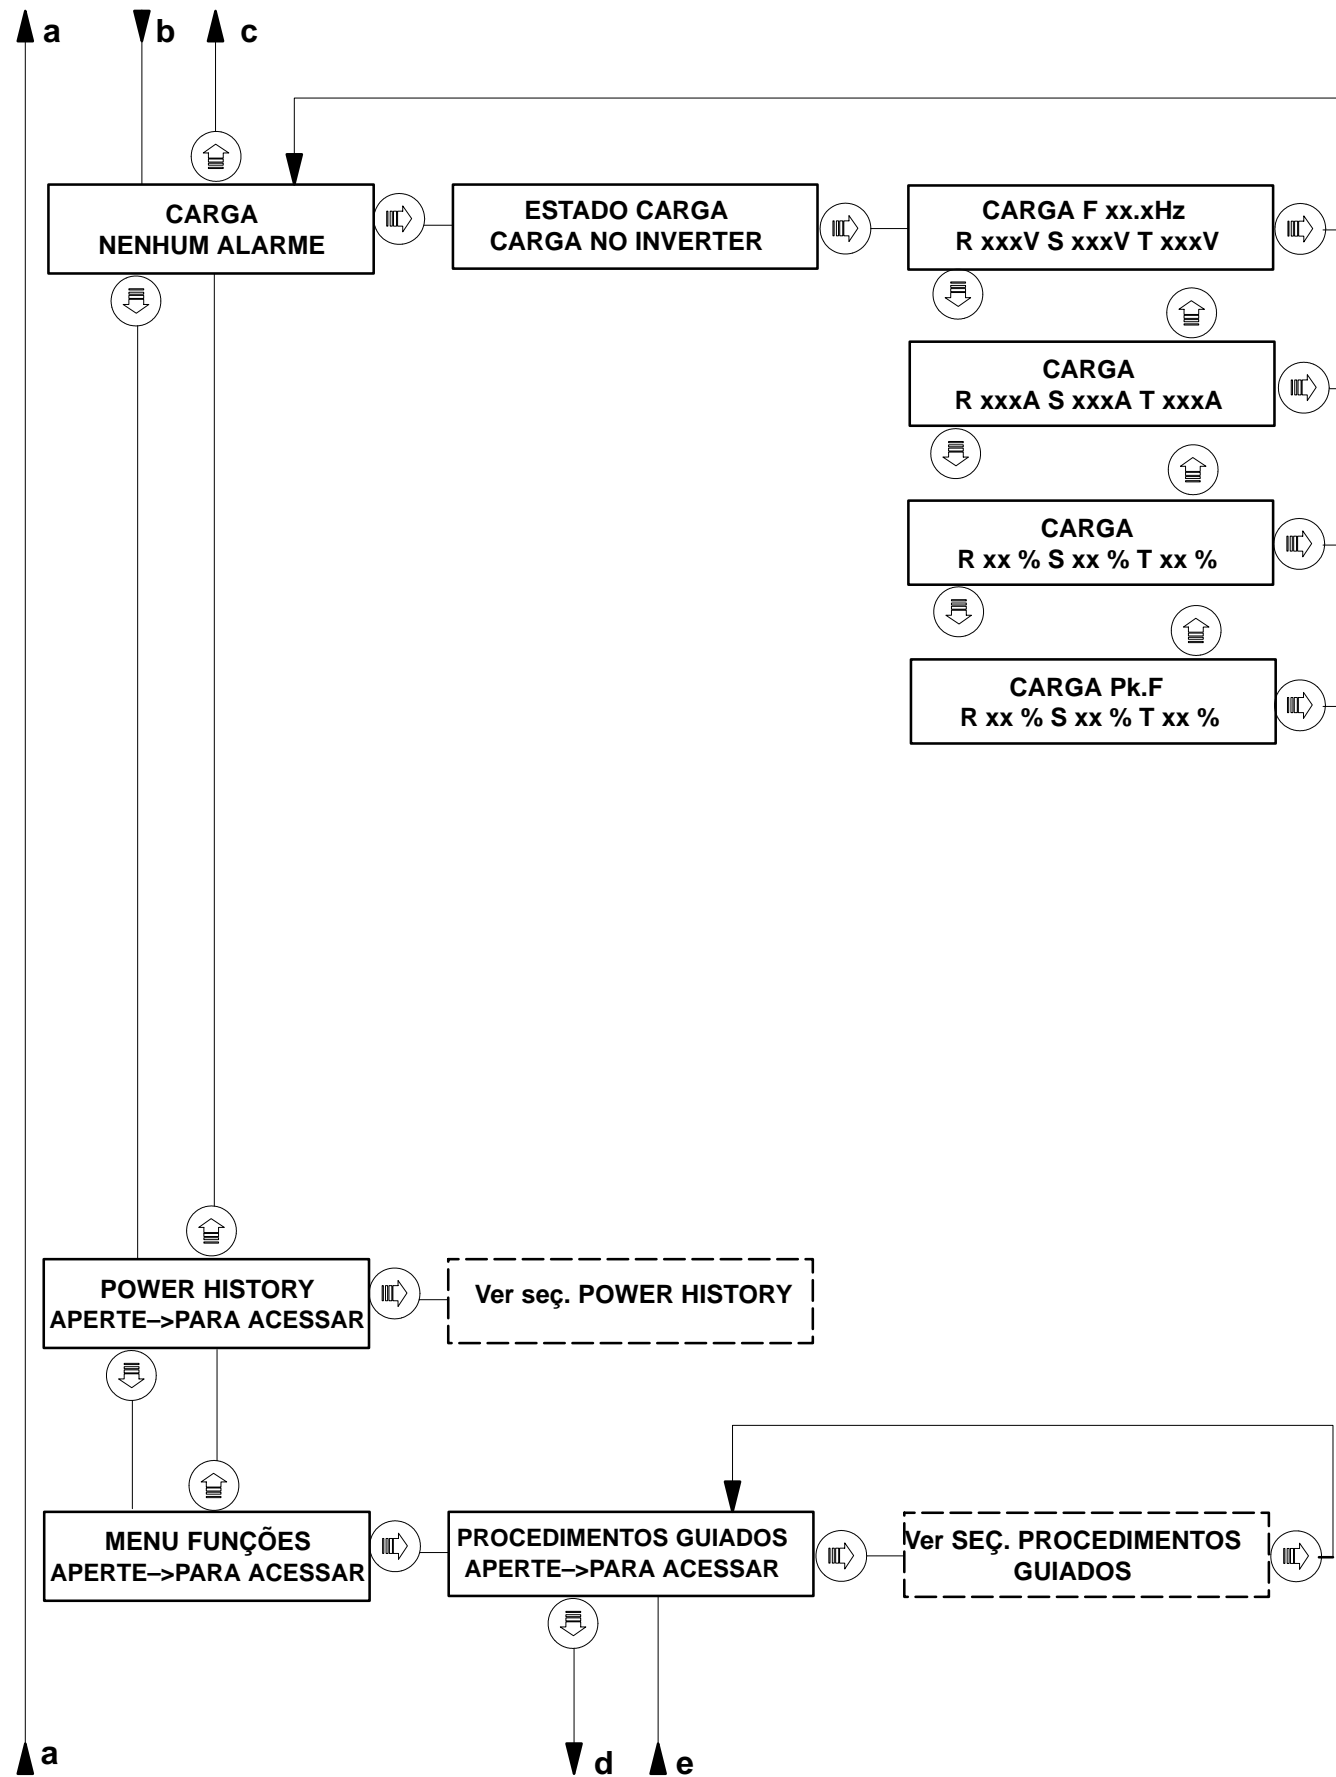 a
b
c
CARGA
NENHUM ALARME
ESTADO CARGA
CARGA NO INVERTER
CARGA F xx.xHz
R xxxV S xxxV T xxxV
CARGA
R xxxA S xxxA T xxxA
CARGA
R xx % S xx % T xx %
CARGA Pk.F
R xx % S xx % T xx %
POWER HISTORY
APERTE–>PARA ACESSAR
Ver seç. POWER HISTORY
MENU FUNÇÕES
APERTE–>PARA ACESSAR
PROCEDIMENTOS GUIADOS
APERTE–>PARA ACESSAR
Ver SEÇ. PROCEDIMENTOS
GUIADOS
a
d
e